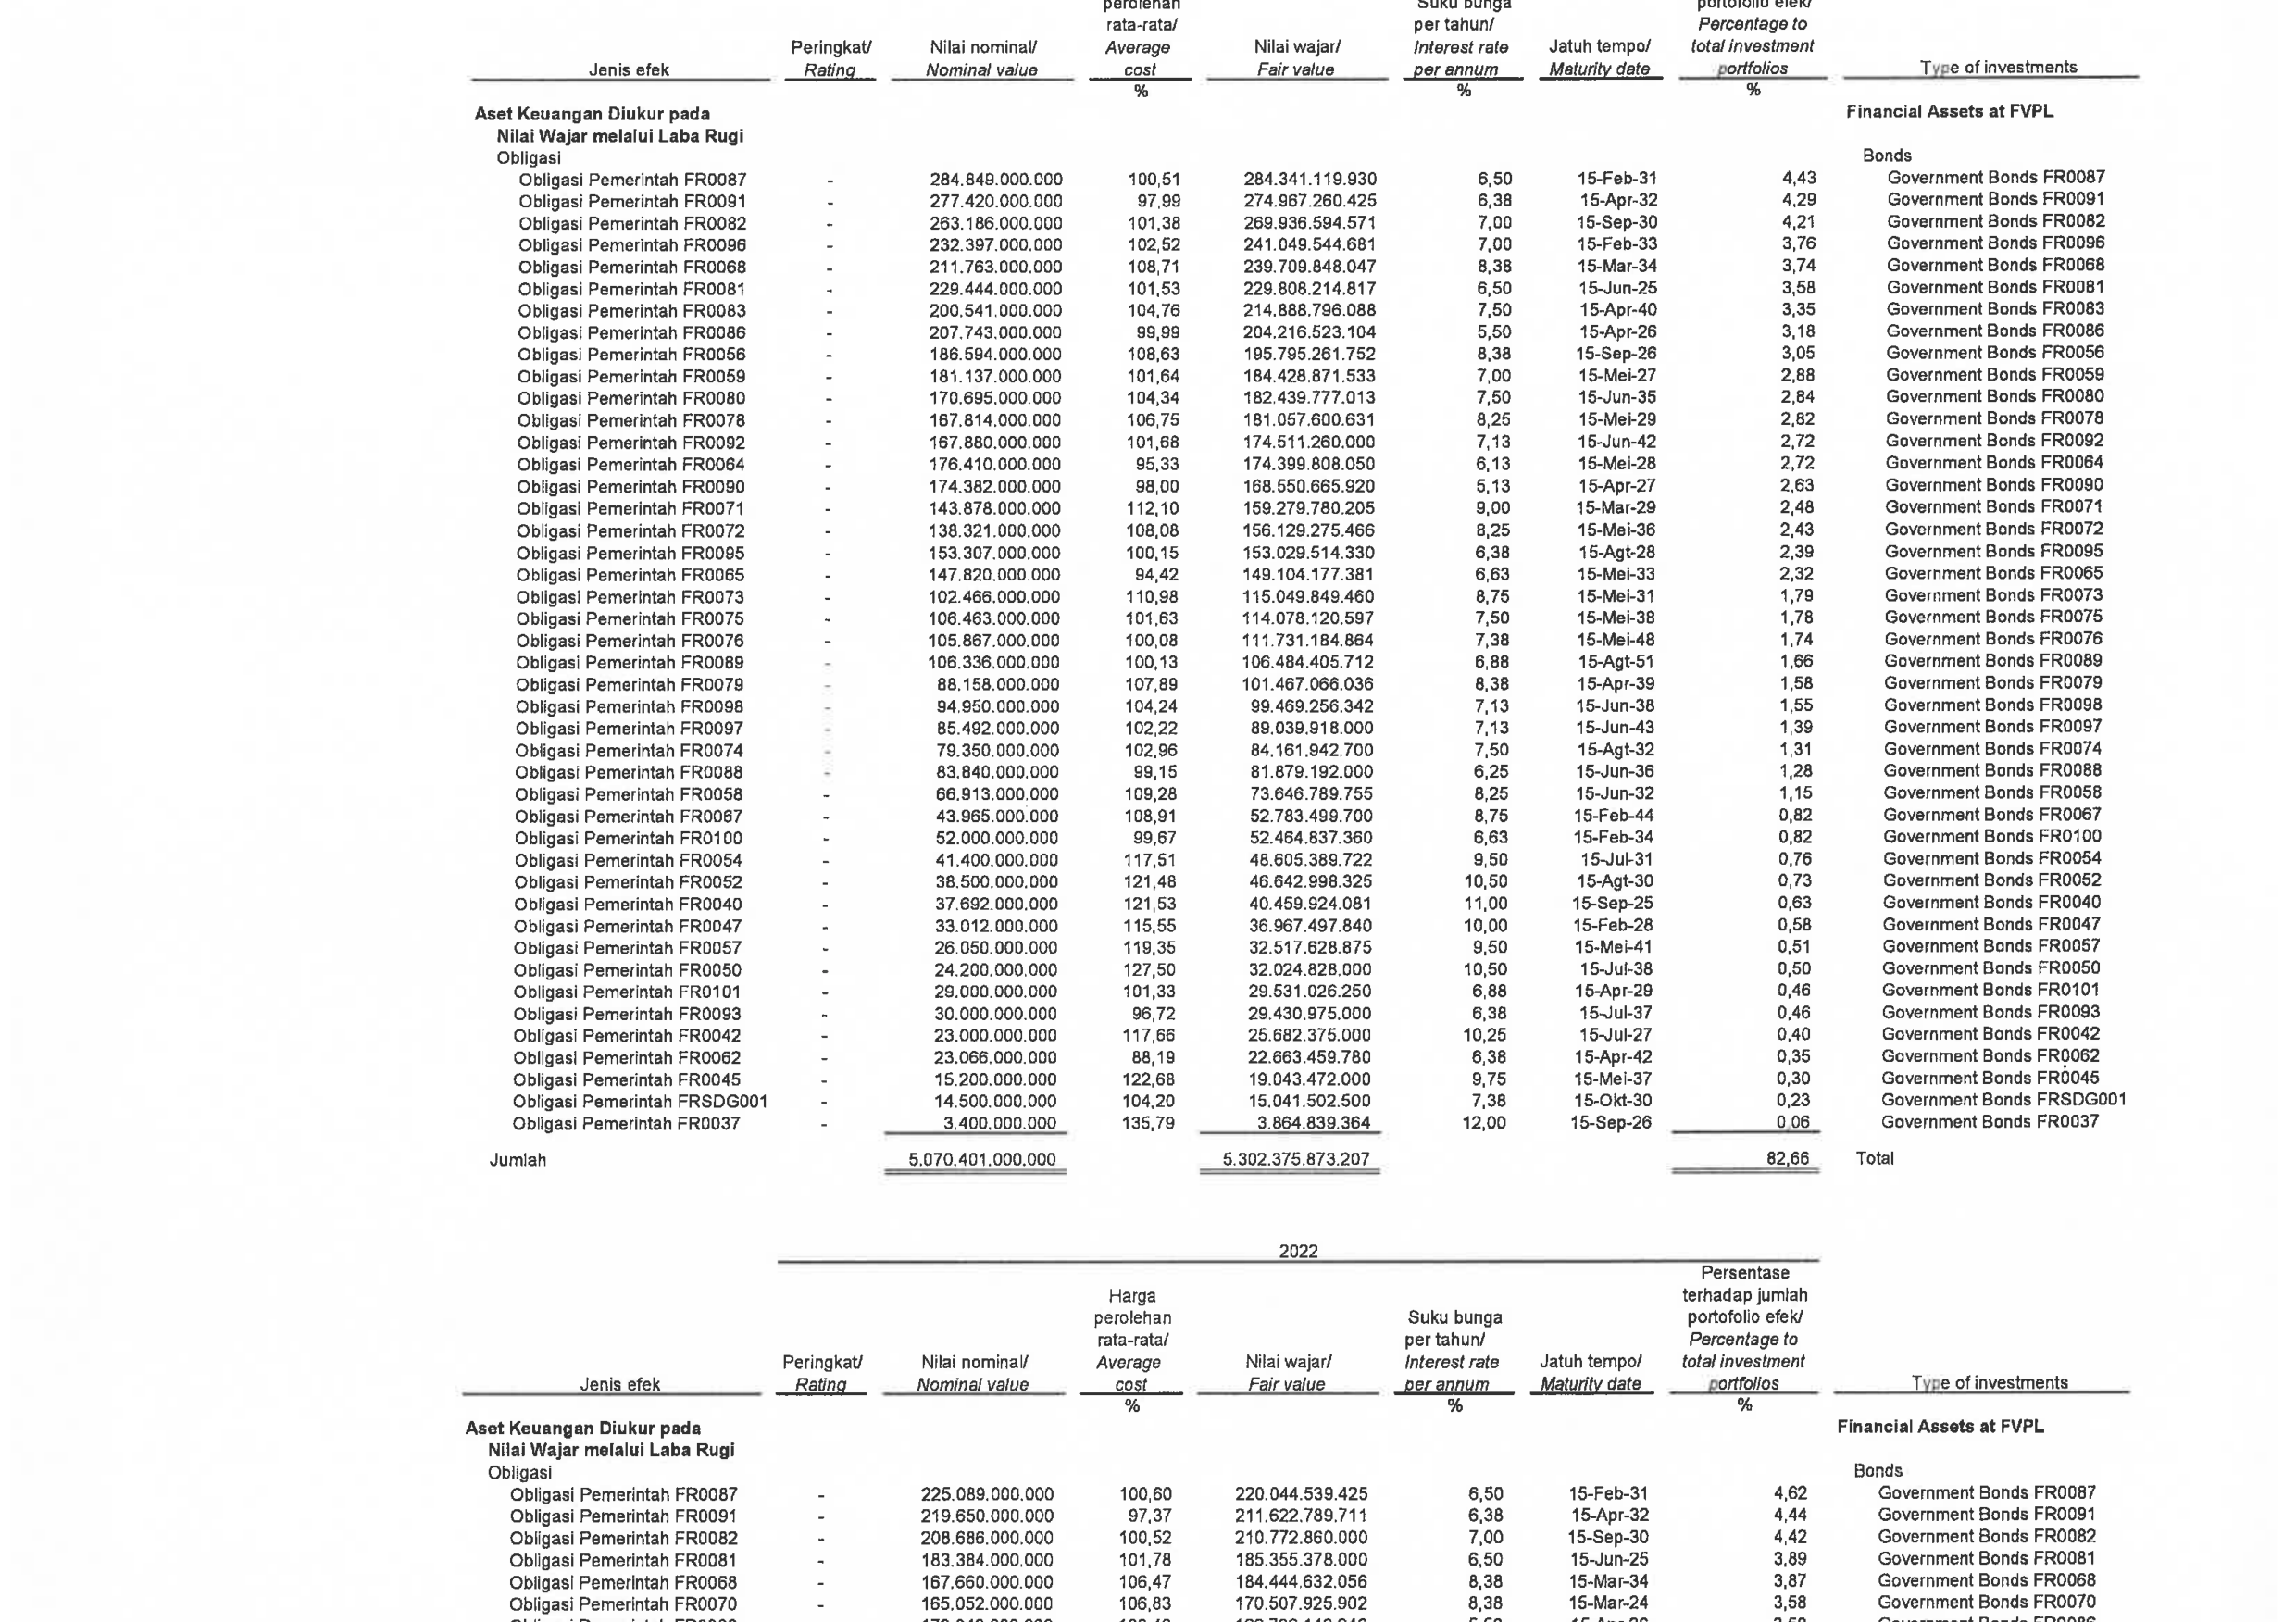 perolehan Suku bunga portofolio efek/
rata-rata/ per tahun/ Percentage to
Peringkat/ Nilai nominal/ Average Nilai wajar/ Interest rate Jatuh tempo/ total investment
Jenis efek Rating Nominal value cost Fair value per annum Maturity date portfolios Type of investments
% % %
Aset Keuangan Diukur pada Financial Assets at FVPL
Nilai Wajar melalui Laba Rugi
Obligasi Bonds
Obligasi Pemerintah FR0087 - 284.849.000.000 100,51 284.341.119.930 6,50 15-Feb-31 4,43 Government Bonds FR0087
Obligasi Pemerintah FR0091 - 277.420.000.000 97,99 274.967.260.425 6,38 15-Apr-32 4,29 Government Bonds FR0091
Obligasi Pemerintah FR0082 - 263.186.000.000 101,38 269.936.594.571 7,00 15-Sep-30 4,21 Government Bonds FR0082
Obligasi Pemerintah FR0096 - 232.397.000.000 102,52 241.049.544.681 7,00 15-Feb-33 3,76 Government Bonds FR0096
Obligasi Pemerintah FR0068 - 211.763.000.000 108,71 239.709.848.047 8,38 15-Mar-34 3,74 Government Bonds FR0068
Obligasi Pemerintah FR0081 - 229.444.000.000 101,53 229.808.214.817 6,50 15-Jun-25 3,58 Government Bonds FR0081
Obligasi Pemerintah FR0083 - 200.541.000.000 104,76 214.888.796.088 7,50 15-Apr-40 3,35 Government Bonds FR0083
Obligasi Pemerintah FR0086 - 207.743.000.000 99,99 204.216.523.104 5,50 15-Apr-26 3,18 Government Bonds FR0086
Obligasi Pemerintah FR0056 - 186.594.000.000 108,63 195.795.261.752 8,38 15-Sep-26 3,05 Government Bonds FR0056
Obligasi Pemerintah FR0059 - 181.137.000.000 101,64 184.428.871.533 7,00 15-Mei-27 2,88 Government Bonds FR0059
Obligasi Pemerintah FR0080 - 170.695.000.000 104,34 182.439.777.013 7,50 15-Jun-35 2,84 Government Bonds FR0080
Obligasi Pemerintah FR0078 - 167.814.000.000 106,75 181.057.600.631 8,25 15-Mei-29 2,82 Government Bonds FR0078
Obligasi Pemerintah FR0092 - 167.880.000.000 101,68 174.511.260.000 7,13 15-Jun-42 2,72 Government Bonds FR0092
Obligasi Pemerintah FR0064 - 176.410.000.000 95,33 174.399.808.050 6,13 15-Mei-28 2,72 Government Bonds FR0064
Obligasi Pemerintah FR0090 - 174.382.000.000 98,00 168.550.665.920 5,13 15-Apr-27 2,63 Government Bonds FR0090
Obligasi Pemerintah FR0071 - 143.878.000.000 112,10 159.279.780.205 9,00 15-Mar-29 2,48 Government Bonds FR0071
Obligasi Pemerintah FR0072 - 138.321.000.000 108,08 156.129.275.466 8,25 15-Mei-36 2,43 Government Bonds FR0072
Obligasi Pemerintah FR0095 - 153.307.000.000 100,15 153.029.514.330 6,38 15-Agt-28 2,39 Government Bonds FR0095
Obligasi Pemerintah FR0065 - 147.820.000.000 94,42 149.104.177.381 6,63 15-Mei-33 2,32 Government Bonds FR0065
Obligasi Pemerintah FR0073 - 102.466.000.000 110,98 115.049.849.460 8,75 15-Mei-31 1,79 Government Bonds FR0073
Obligasi Pemerintah FR0075 - 106.463.000.000 101,63 114.078.120.597 7,50 15-Mei-38 1,78 Government Bonds FR0075
Obligasi Pemerintah FR0076 - 105.867.000.000 100,08 111.731.184.864 7,38 15-Mei-48 1,74 Government Bonds FR0076
Obligasi Pemerintah FR0089 - 106.336.000.000 100,13 106.484.405.712 6,88 15-Agt-51 1,66 Government Bonds FR0089
Obligasi Pemerintah FR0079 - 88.158.000.000 107,89 101.467.066.036 8,38 15-Apr-39 1,58 Government Bonds FR0079
Obligasi Pemerintah FR0098 - 94.950.000.000 104,24 99.469.256.342 7,13 15-Jun-38 1,55 Government Bonds FR0098
Obligasi Pemerintah FR0097 - 85.492.000.000 102,22 89.039.918.000 7,13 15-Jun-43 1,39 Government Bonds FR0097
Obligasi Pemerintah FR0074 - 79.350.000.000 102,96 84.161.942.700 7,50 15-Agt-32 1,31 Government Bonds FR0074
Obligasi Pemerintah FR0088 - 83.840.000.000 99,15 81.879.192.000 6,25 15-Jun-36 1,28 Government Bonds FR0088
Obligasi Pemerintah FR0058 - 66.913.000.000 109,28 73.646.789.755 8,25 15-Jun-32 1,15 Government Bonds FR0058
Obligasi Pemerintah FR0067 - 43.965.000.000 108,91 52.783.499.700 8,75 15-Feb-44 0,82 Government Bonds FR0067
Obligasi Pemerintah FR0100 - 52.000.000.000 99,67 52.464.837.360 6,63 15-Feb-34 0,82 Government Bonds FR0100
Obligasi Pemerintah FR0054 - 41.400.000.000 117,51 48.605.389.722 9,50 15-Jul-31 0,76 Government Bonds FR0054
Obligasi Pemerintah FR0052 - 38.500.000.000 121,48 46.642.998.325 10,50 15-Agt-30 0,73 Government Bonds FR0052
Obligasi Pemerintah FR0040 - 37.692.000.000 121,53 40.459.924.081 11,00 15-Sep-25 0,63 Government Bonds FR0040
Obligasi Pemerintah FR0047 - 33.012.000.000 115,55 36.967.497.840 10,00 15-Feb-28 0,58 Government Bonds FR0047
Obligasi Pemerintah FR0057 - 26.050.000.000 119,35 32.517.628.875 9,50 15-Mei-41 0,51 Government Bonds FR0057
Obligasi Pemerintah FR0050 - 24.200.000.000 127,50 32.024.828.000 10,50 15-Jul-38 0,50 Government Bonds FR0050
Obligasi Pemerintah FR0101 - 29.000.000.000 101,33 29.531.026.250 6,88 15-Apr-29 0,46 Government Bonds FR0101
Obligasi Pemerintah FR0093 - 30.000.000.000 96,72 29.430.975.000 6,38 15-Jul-37 0,46 Government Bonds FR0093
Obligasi Pemerintah FR0042 - 23.000.000.000 117,66 25.682.375.000 10,25 15-Jul-27 0,40 Government Bonds FR0042
Obligasi Pemerintah FR0062 - 23.066.000.000 88,19 22.663.459.780 6,38 15-Apr-42 0,35 Government Bonds FR0062
Obligasi Pemerintah FR0045 - 15.200.000.000 122,68 19.043.472.000 9,75 15-Mei-37 0,30 Government Bonds FR0045
Obligasi Pemerintah FRSDG001 - 14.500.000.000 104,20 15.041.502.500 7,38 15-Okt-30 0,23 Government Bonds FRSDG001
Obligasi Pemerintah FR0037 - 3.400.000.000 135,79 3.864.839.364 12,00 15-Sep-26 0,06 Government Bonds FR0037
Jumlah 5.070.401.000.000 5.302.375.873.207 82,66 Total
2022
Persentase
Harga terhadap jumlah
perolehan Suku bunga portofolio efek/
rata-rata/ per tahun/ Percentage to
Peringkat/ Nilai nominal/ Average Nilai wajar/ Interest rate Jatuh tempo/ total investment
Jenis efek Rating Nominal value cost Fair value per annum Maturity date portfolios Type of investments
% % %
Aset Keuangan Diukur pada Financial Assets at FVPL
Nilai Wajar melalui Laba Rugi
Obligasi Bonds
Obligasi Pemerintah FR0087 - 225.089.000.000 100,60 220.044.539.425 6,50 15-Feb-31 4,62 Government Bonds FR0087
Obligasi Pemerintah FR0091 - 219.650.000.000 97,37 211.622.789.711 6,38 15-Apr-32 4,44 Government Bonds FR0091
Obligasi Pemerintah FR0082 - 208.686.000.000 100,52 210.772.860.000 7,00 15-Sep-30 4,42 Government Bonds FR0082
Obligasi Pemerintah FR0081 - 183.384.000.000 101,78 185.355.378.000 6,50 15-Jun-25 3,89 Government Bonds FR0081
Obligasi Pemerintah FR0068 - 167.660.000.000 106,47 184.444.632.056 8,38 15-Mar-34 3,87 Government Bonds FR0068
Obligasi Pemerintah FR0070 - 165.052.000.000 106,83 170.507.925.902 8,38 15-Mar-24 3,58 Government Bonds FR0070